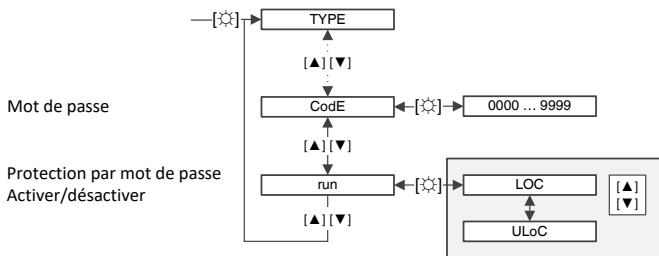 [☼] TYPE
[▲][▼]
Mot de passe CodE [☼] 0000 ... 9999
[▲][▼]
Protection par mot de passe
Activer/désactiver
run [☼] LOC [▲]
[▼]
[▲][▼]
ULoC